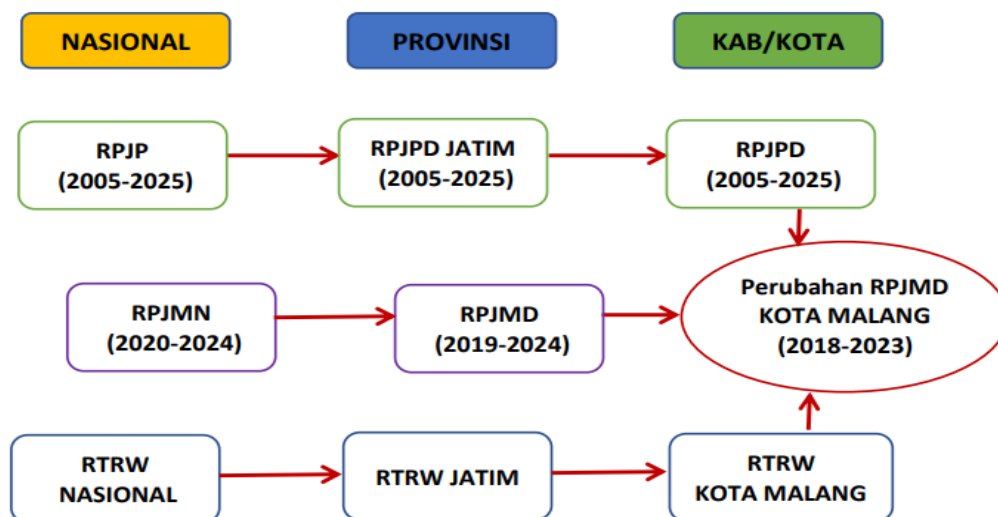 NASIONAL
PROVINSI
KAB/KOTA
RPJP
(2005-2025)
RPJPD JATIM
(2005-2025)
RPJPD
(2005-2025)
RPJMN
(2020-2024)
RPJMD
(2019-2024)
Perubahan RPJMD
KOTA MALANG
(2018-2023)
RTRW
NASIONAL
RTRW JATIM
RTRW
KOTA MALANG